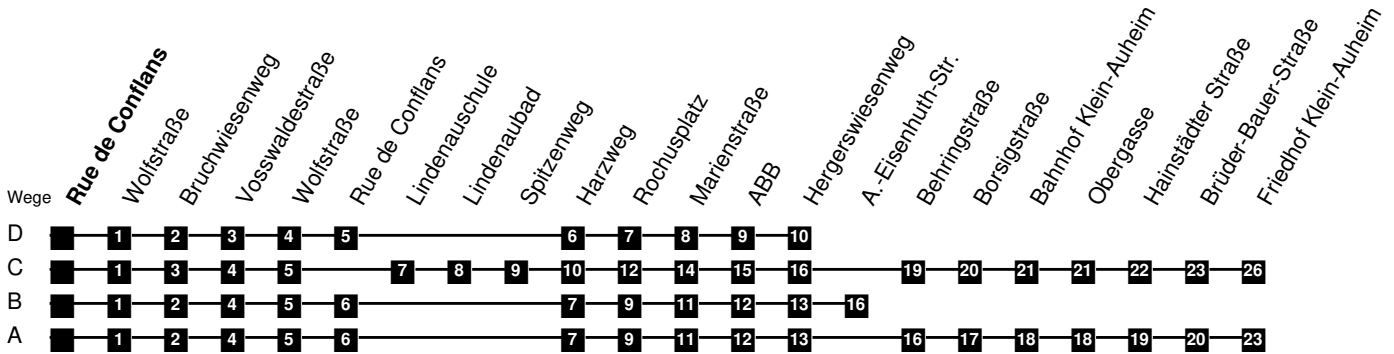 Rue de Conflans
Wolfstraße
Bruchwiesenweg
Vosswaldestraße
Wolfstraße
Rue de Conflans
Lindenauschule
Lindenaubad
Spitzenweg
Harzweg
Rochusplatz
Marienstraße
ABB
Hergerswiesenweg
A.-Eisenhuth-Str.
Behringstraße
Borsigstraße
Bahnhof Klein-Auheim
Obergasse
Hainstädter Straße
Brüder-Bauer-Straße
Friedhof Klein-Auheim
Wege
D 1 2 3 4 5 6 7 8 9 10
C 1 3 4 5 7 8 9 10 12 14 15 16 19 20 21 21 22 23 26
B 1 2 4 5 6 7 9 11 12 13 16
A 1 2 4 5 6 7 9 11 12 13 16 17 18 18 19 20 23